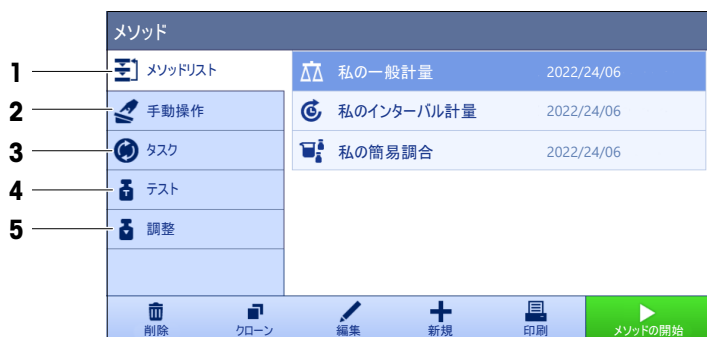 メソッド
1 メソッドリスト
私の一般計量 2022/24/06
2 手動操作
私のインターバル計量 2022/24/06
3 タスク
私の簡易調合 2022/24/06
4 テスト
5 調整
削除 クローン 編集 新規 印刷 メソッドの開始